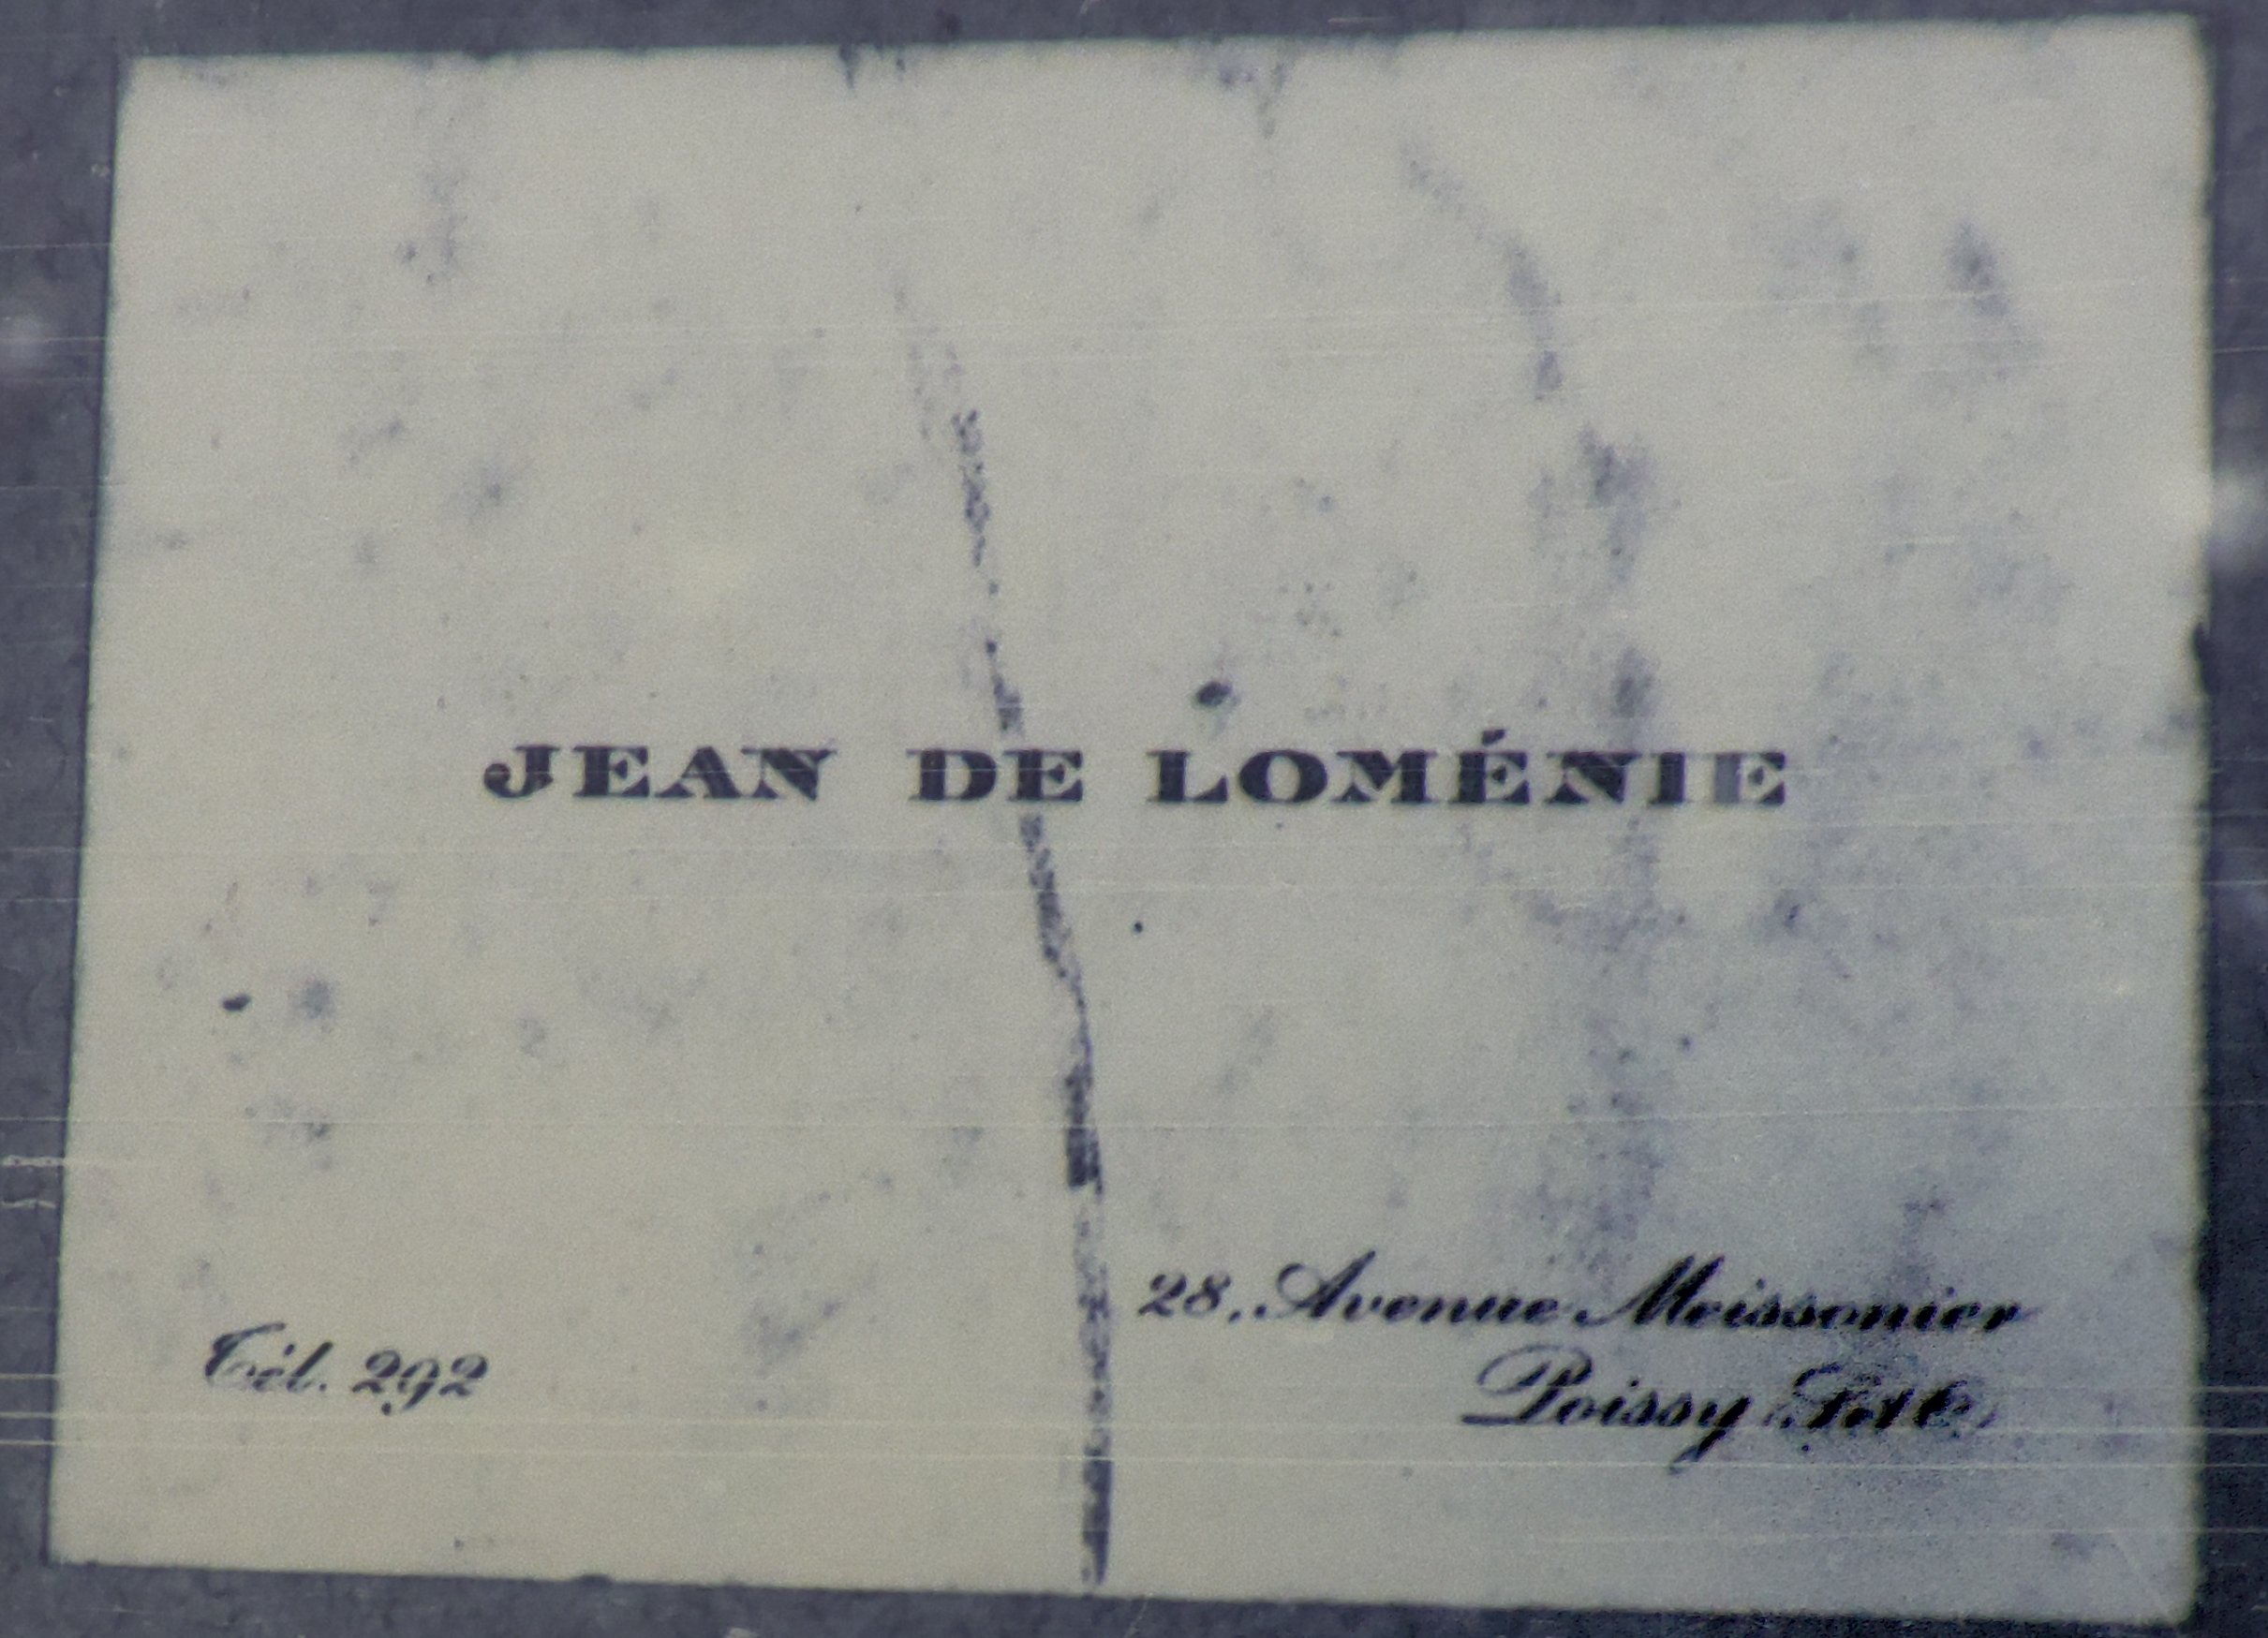 JEAN DE LOMÉNIE
28, Avenue Meissonier
Tél. 292
Poissy